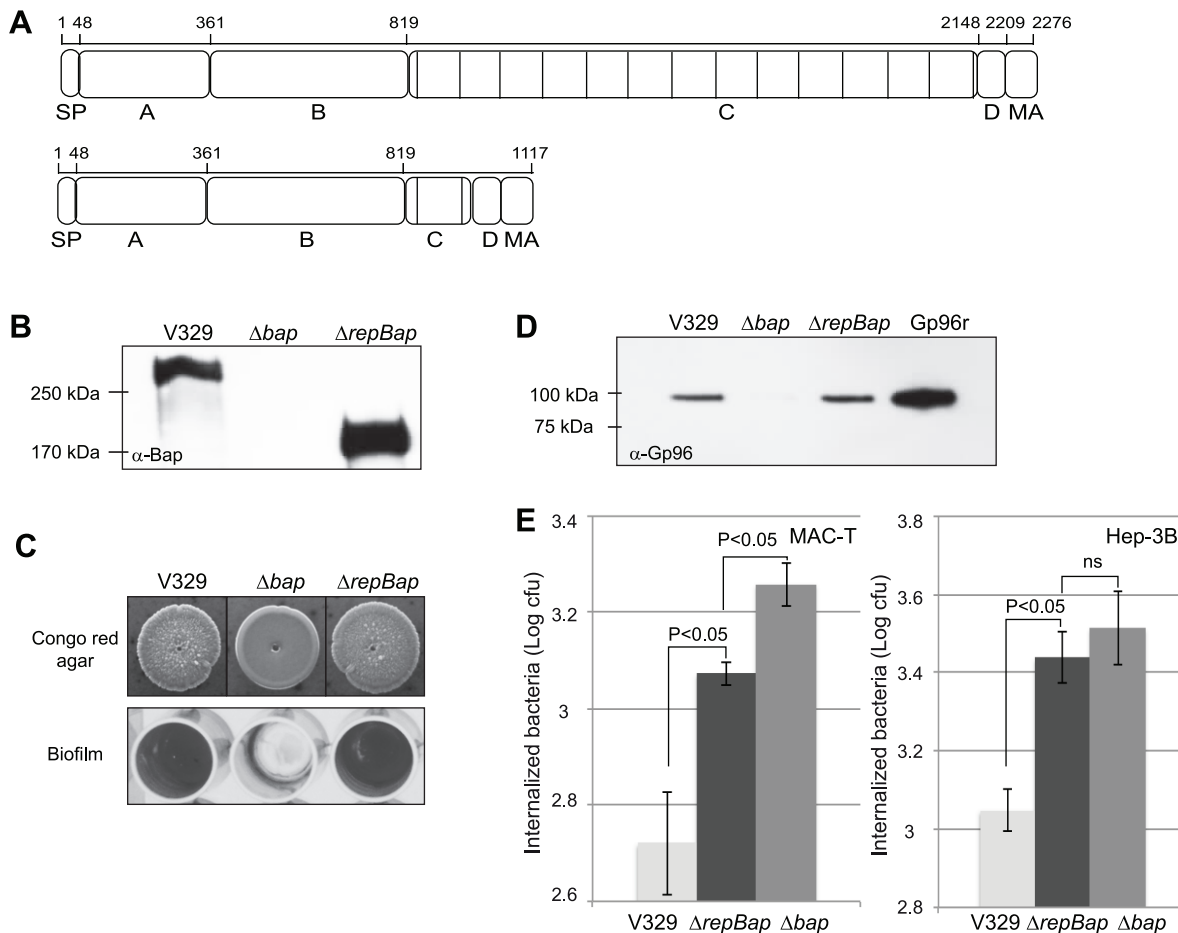 A
1 48 361 819 2148 2209 2276
SP A B C D MA
1 48 361 819 1117
SP A B C D MA
B
V329 Δbap ΔrepBap
250 kDa
170 kDa
α-Bap
C
V329 Δbap ΔrepBap
Congo red
agar
Biofilm
D
V329 Δbap ΔrepBap Gp96r
100 kDa
75 kDa
α-Gp96
E
Internalized bacteria (Log cfu)
3.4
3.2
3
2.8
2.6
MAC-T
P<0.05
P<0.05
V329 ΔrepBap Δbap
Internalized bacteria (Log cfu)
3.8
3.6
3.4
3.2
3
2.8
Hep-3B
ns
P<0.05
V329 ΔrepBap Δbap